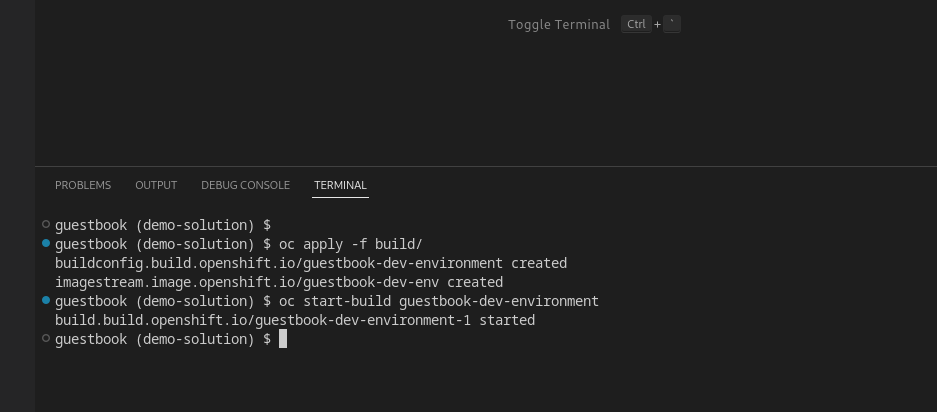 Toggle Terminal Ctrl + `
PROBLEMS OUTPUT DEBUG CONSOLE TERMINAL
guestbook (demo-solution) $
guestbook (demo-solution) $ oc apply -f build/
buildconfig.build.openshift.io/guestbook-dev-environment created
imagestream.image.openshift.io/guestbook-dev-env created
guestbook (demo-solution) $ oc start-build guestbook-dev-environment
build.build.openshift.io/guestbook-dev-environment-1 started
guestbook (demo-solution) $